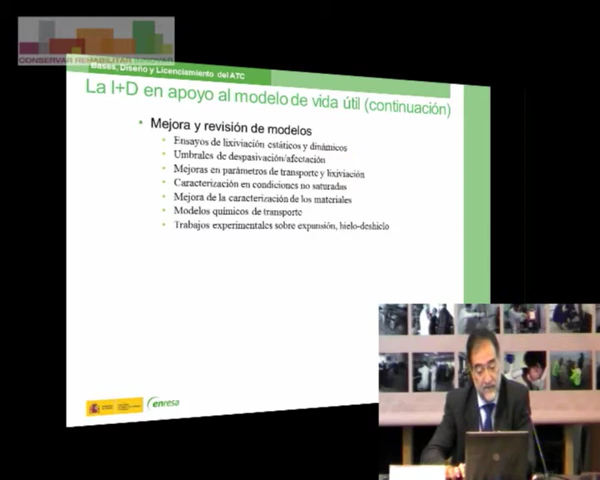 CONSERVAR REHABILITAR
Bases, Diseño y Licenciamiento del ATC
La I+D en apoyo al modelo de vida útil (continuación)
• Mejora y revisión de modelos
• Ensayos de lixiviación estáticos y dinámicos
• Umbrales de despasivación/afectación
• Mejoras en parámetros de transporte y lixiviación
• Caracterización en condiciones no saturadas
• Mejora de la caracterización de los materiales
• Modelos químicos de transporte
• Trabajos experimentales sobre expansión, hielo-deshielo
enresa